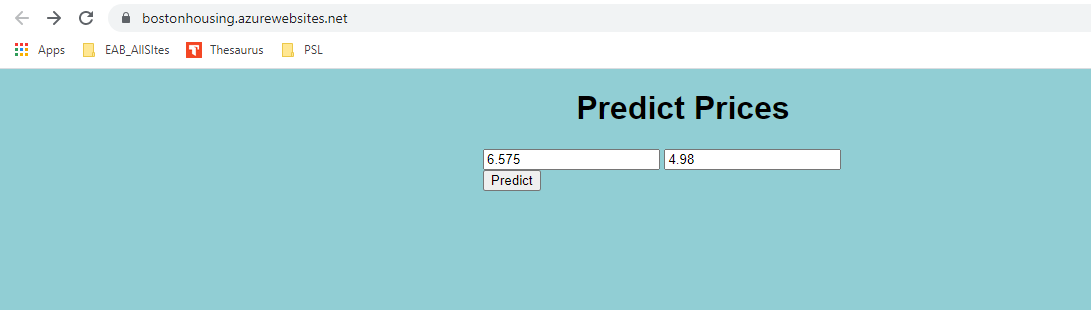 bostonhousing.azurewebsites.net
Apps EAB_AllSItes Thesaurus PSL
Predict Prices
6.575 4.98
Predict